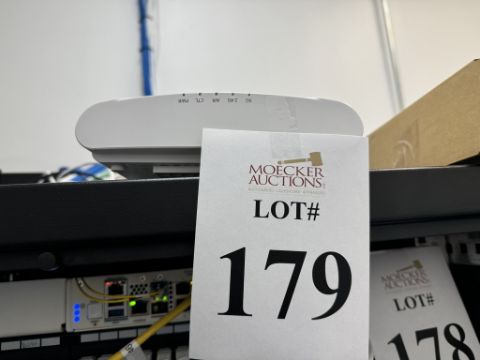 PWR CTL AIR 2.4G 5G
MOECKER
AUCTIONS
LOT#
179
MOECKER
AUCTIONS
LOT#
178